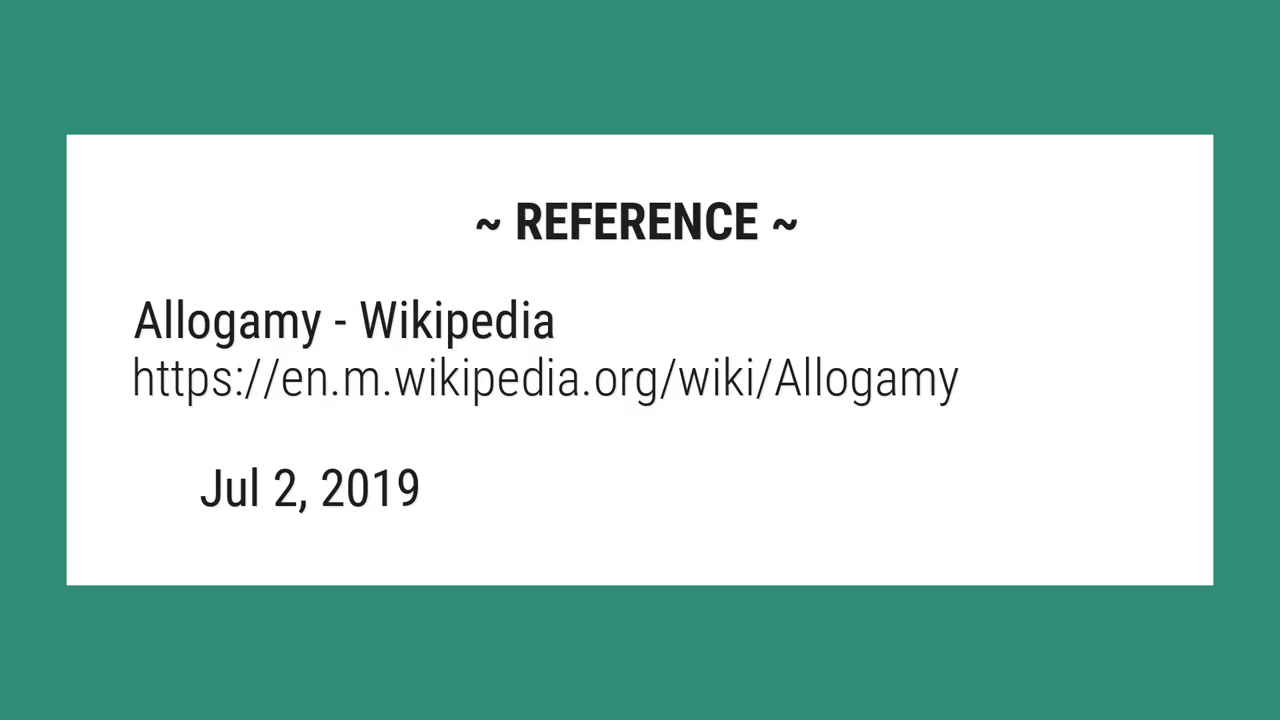 ~ REFERENCE ~
Allogamy - Wikipedia
https://en.m.wikipedia.org/wiki/Allogamy
Jul 2, 2019